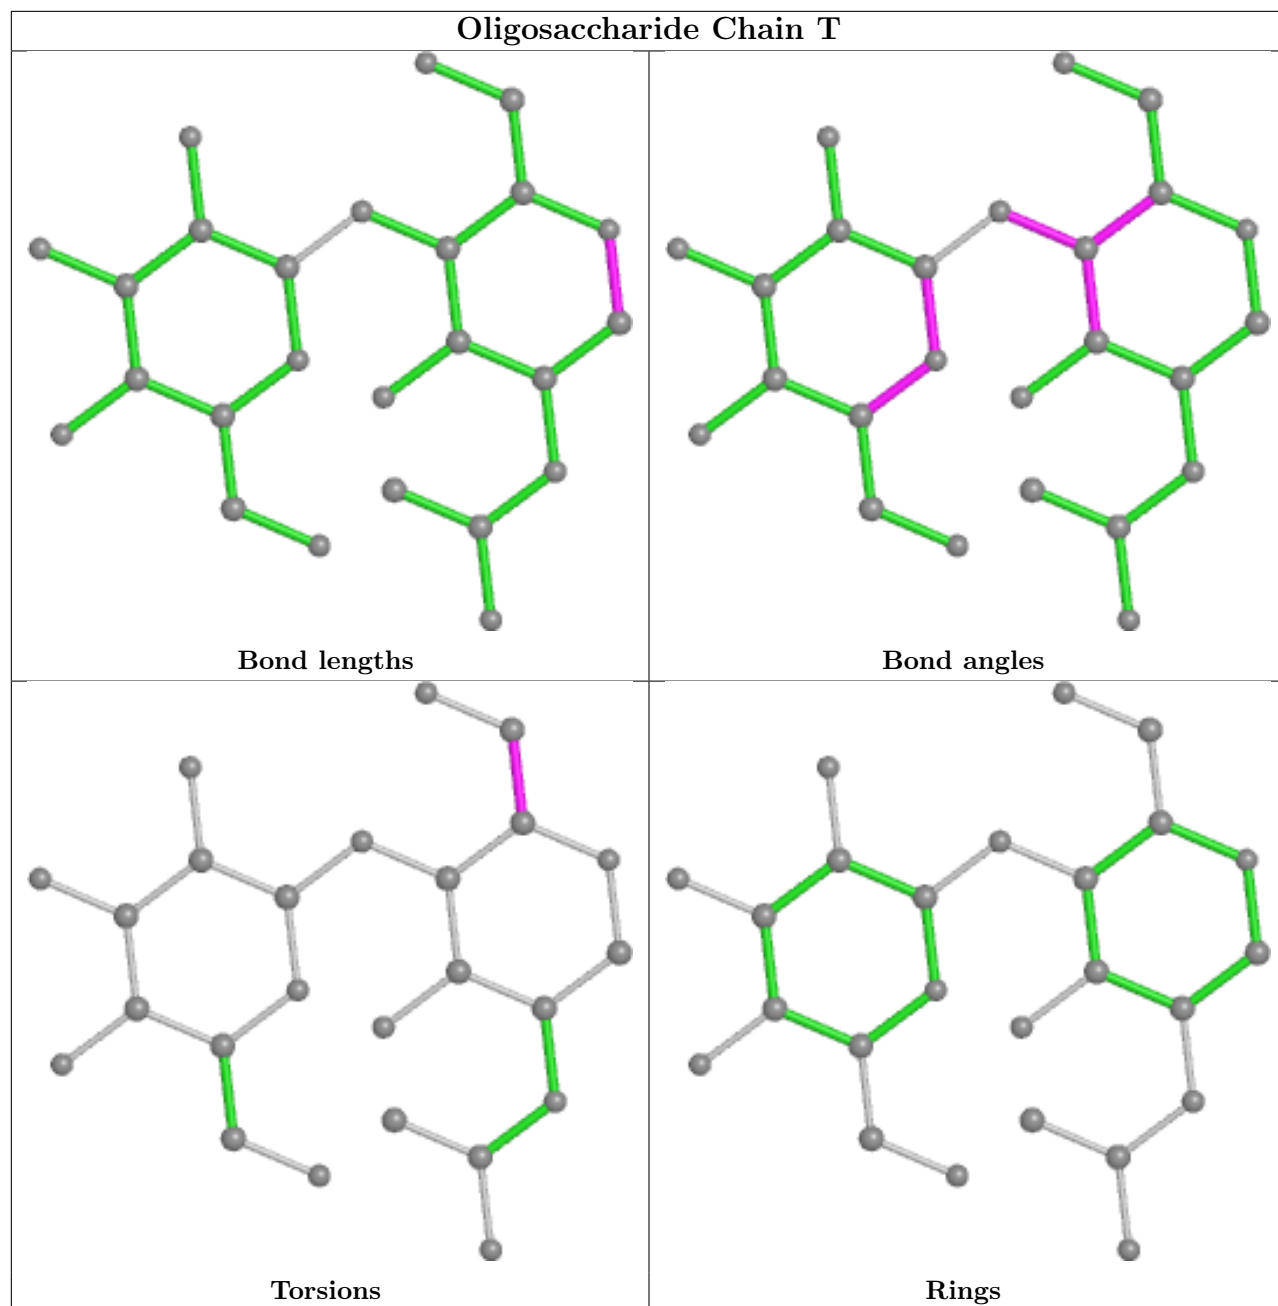 Oligosaccharide Chain T
Bond lengths
Bond angles
Torsions
Rings